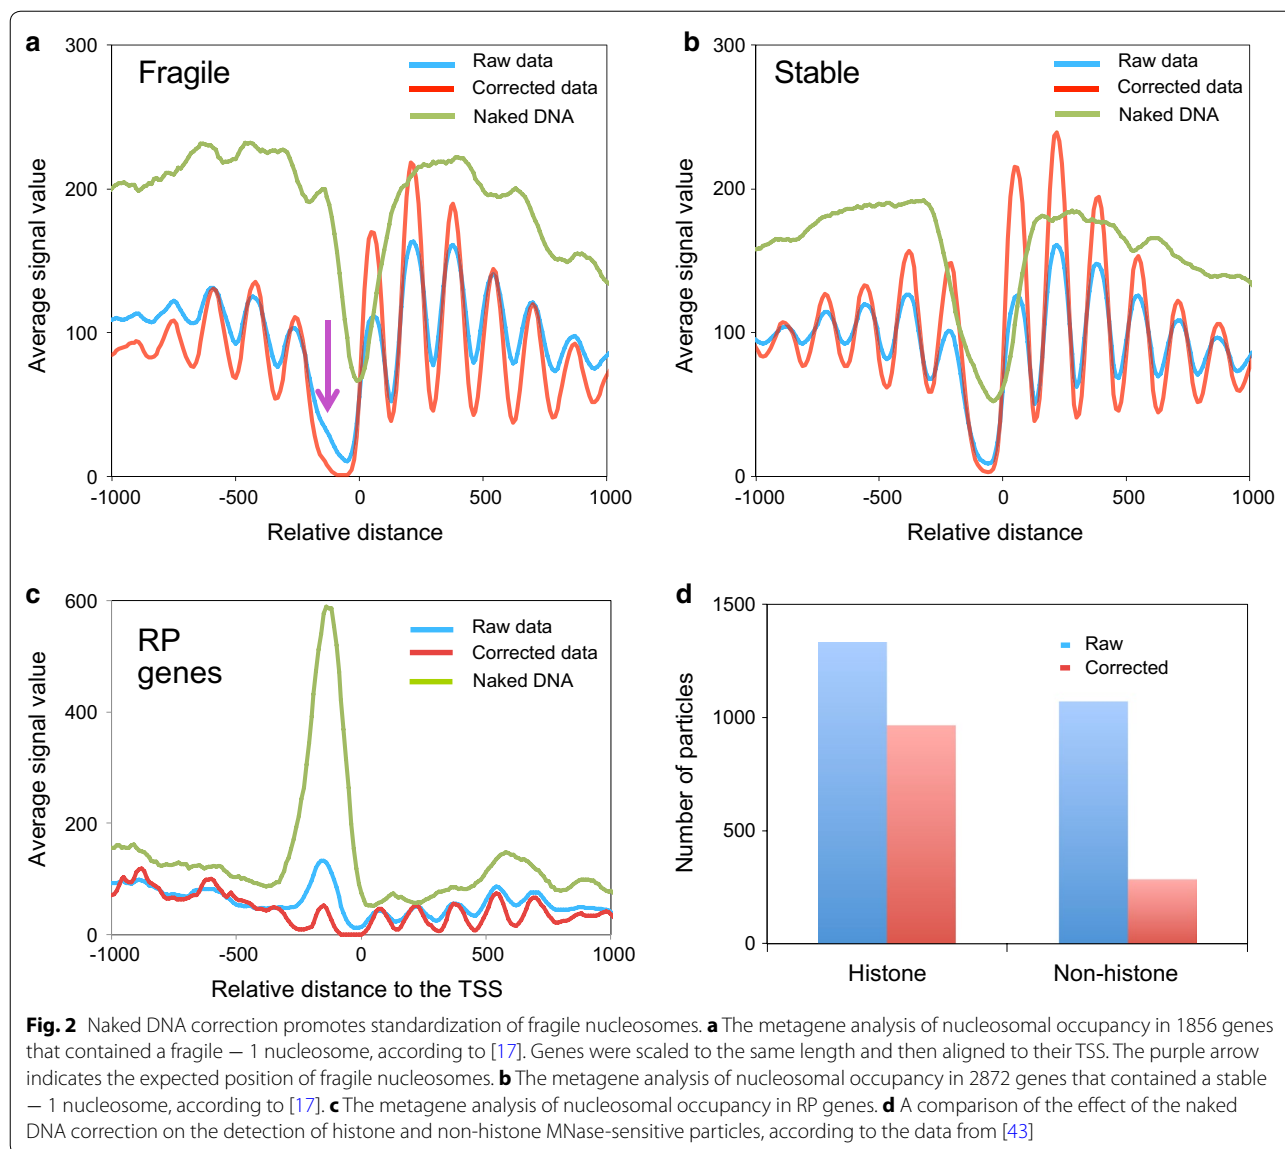 a
300
200
100
0
Average signal value
Fragile
Raw data
Corrected data
Naked DNA
-1000
-500
0
500
1000
Relative distance
b
300
200
100
0
Average signal value
Stable
Raw data
Corrected data
Naked DNA
-1000
-500
0
500
1000
Relative distance
c
600
400
200
0
Average signal value
RP
genes
Raw data
Corrected data
Naked DNA
-1000
-500
0
500
1000
Relative distance to the TSS
d
1500
1000
500
0
Number of particles
Raw
Corrected
Histone
Non-histone
Fig. 2 Naked DNA correction promotes standardization of fragile nucleosomes. a The metagene analysis of nucleosomal occupancy in 1856 genes
that contained a fragile − 1 nucleosome, according to [17]. Genes were scaled to the same length and then aligned to their TSS. The purple arrow
indicates the expected position of fragile nucleosomes. b The metagene analysis of nucleosomal occupancy in 2872 genes that contained a stable
− 1 nucleosome, according to [17]. c The metagene analysis of nucleosomal occupancy in RP genes. d A comparison of the effect of the naked
DNA correction on the detection of histone and non-histone MNase-sensitive particles, according to the data from [43]